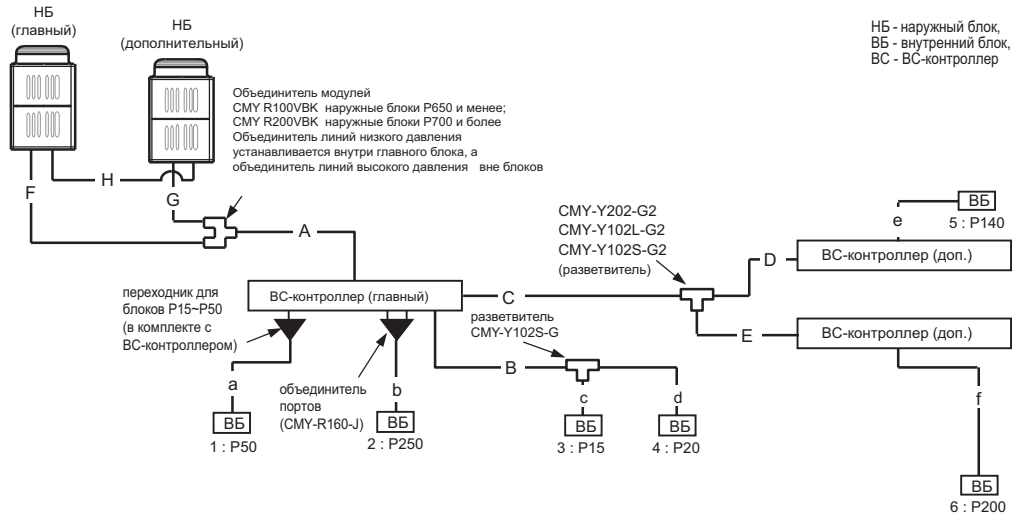 НБ
(главный)
НБ
(дополнительный)
НБ - наружный блок,
ВБ - внутренний блок,
ВС - ВС-контроллер
Объединитель модулей
CMY R100VBK наружные блоки P650 и менее;
CMY R200VBK наружные блоки P700 и более
Объединитель линий низкого давления
устанавливается внутри главного блока, а
объединитель линий высокого давления вне блоков
F
H
G
A
CMY-Y202-G2
CMY-Y102L-G2
CMY-Y102S-G2
(разветвитель)
e
ВБ
5 : P140
D
ВС-контроллер (доп.)
переходник для
блоков P15~P50
(в комплекте с
ВС-контроллером)
ВС-контроллер (главный)
C
E
ВС-контроллер (доп.)
разветвитель
CMY-Y102S-G
B
a
объединитель
портов
(CMY-R160-J)
b
c
d
f
ВБ
1 : P50
ВБ
2 : P250
ВБ
3 : P15
ВБ
4 : P20
ВБ
6 : P200